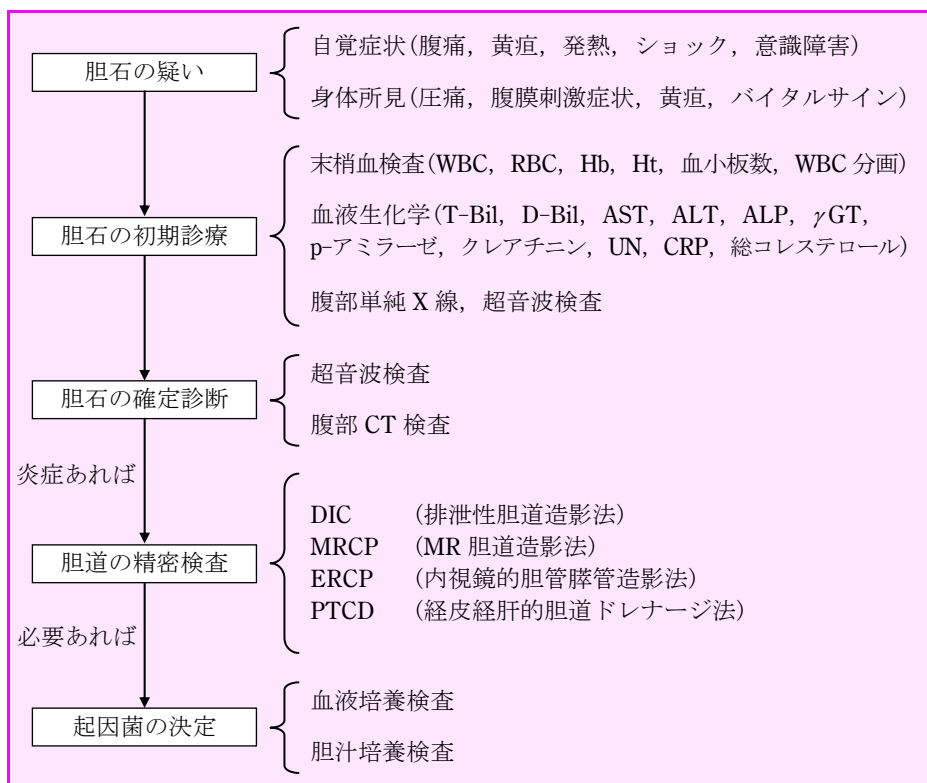 胆石の疑い
自覚症状(腹痛，黄疸，発熱，ショック，意識障害)
身体所見(圧痛，腹膜刺激症状，黄疸，バイタルサイン)
胆石の初期診療
末梢血検査(WBC，RBC，Hb，Ht，血小板数，WBC 分画)
血液生化学(T-Bil，D-Bil，AST，ALT，ALP，γGT，
p-アミラーゼ，クレアチニン，UN，CRP，総コレステロール)
腹部単純 X 線，超音波検査
胆石の確定診断
超音波検査
腹部 CT 検査
炎症あれば
胆道の精密検査
DIC (排泄性胆道造影法)
MRCP (MR 胆道造影法)
ERCP (内視鏡的胆管膵管造影法)
PTCD (経皮経肝的胆道ドレナージ法)
必要あれば
起因菌の決定
血液培養検査
胆汁培養検査